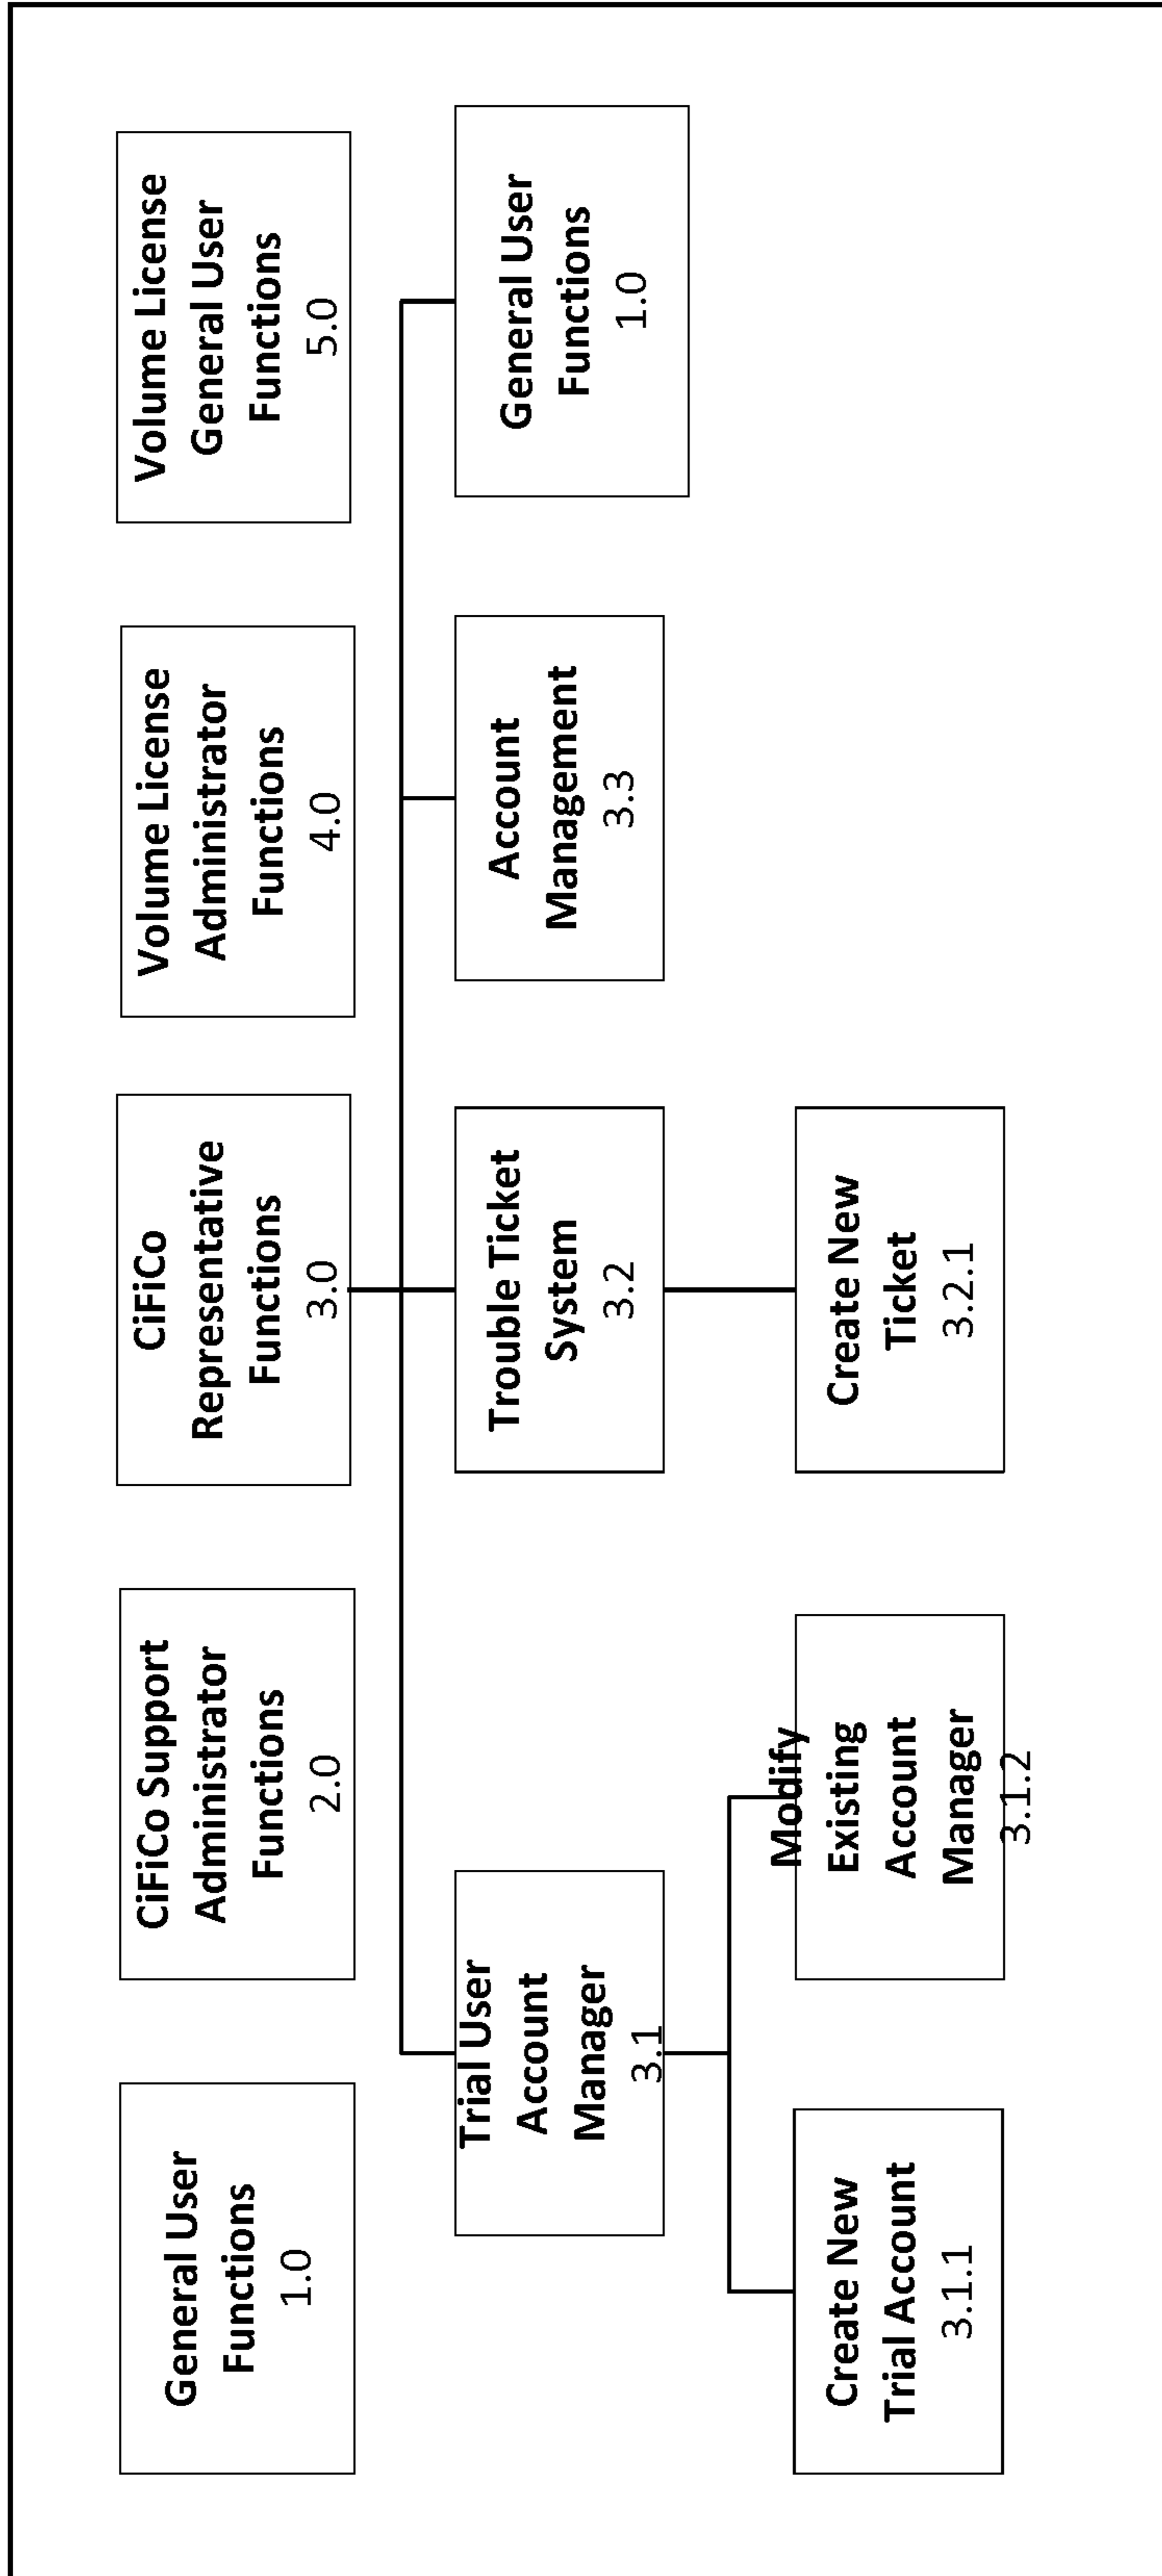 General User
Functions
1.0
CiFiCo Support
Administrator
Functions
2.0
CiFiCo
Representative
Functions
3.0
Volume License
Administrator
Functions
4.0
Volume License
General User
Functions
5.0
Trial User
Account
Manager
3.1
Trouble Ticket
System
3.2
Account
Management
3.3
General User
Functions
1.0
Create New
Trial Account
3.1.1
Modify
Existing
Account
Manager
3.1.2
Create New
Ticket
3.2.1